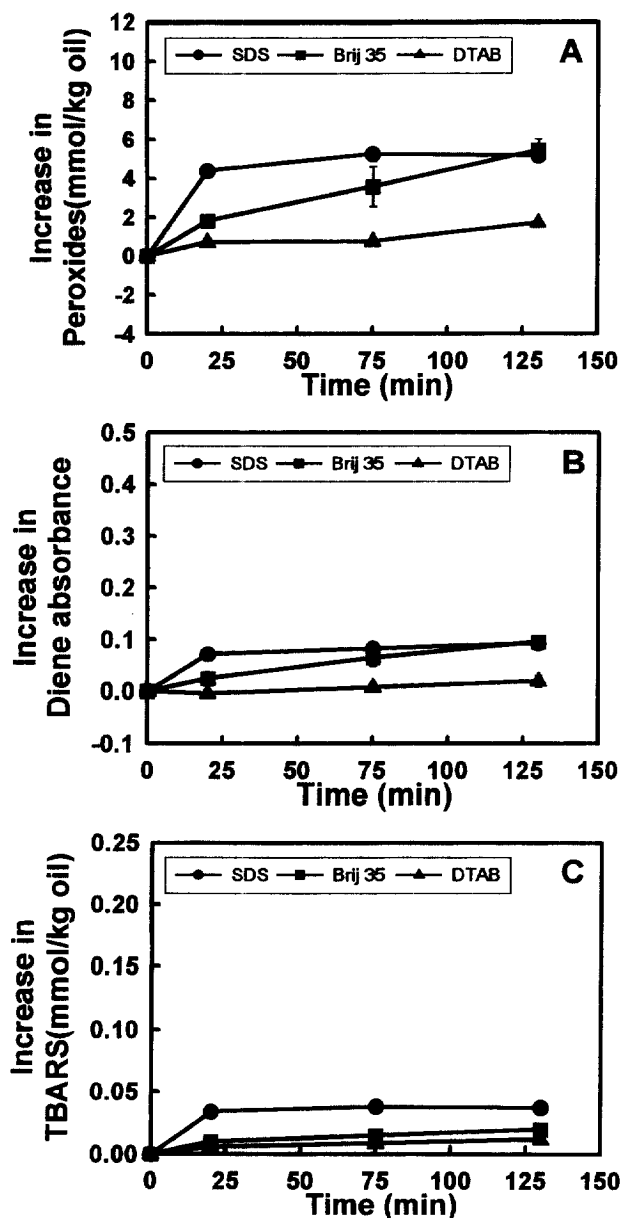 Increase in
Peroxides(mmol/kg oil)
12
10
8
6
4
2
0
-2
-4
SDS Brij 35 DTAB
A
0 25 50 75 100 125 150
Time (min)
Increase in
Diene absorbance
0.5
0.4
0.3
0.2
0.1
0.0
-0.1
SDS Brij 35 DTAB
B
0 25 50 75 100 125 150
Time (min)
Increase in
TBARS(mmol/kg oil)
0.25
0.20
0.15
0.10
0.05
0.00
SDS Brij 35 DTAB
C
0 25 50 75 100 125 150
Time (min)